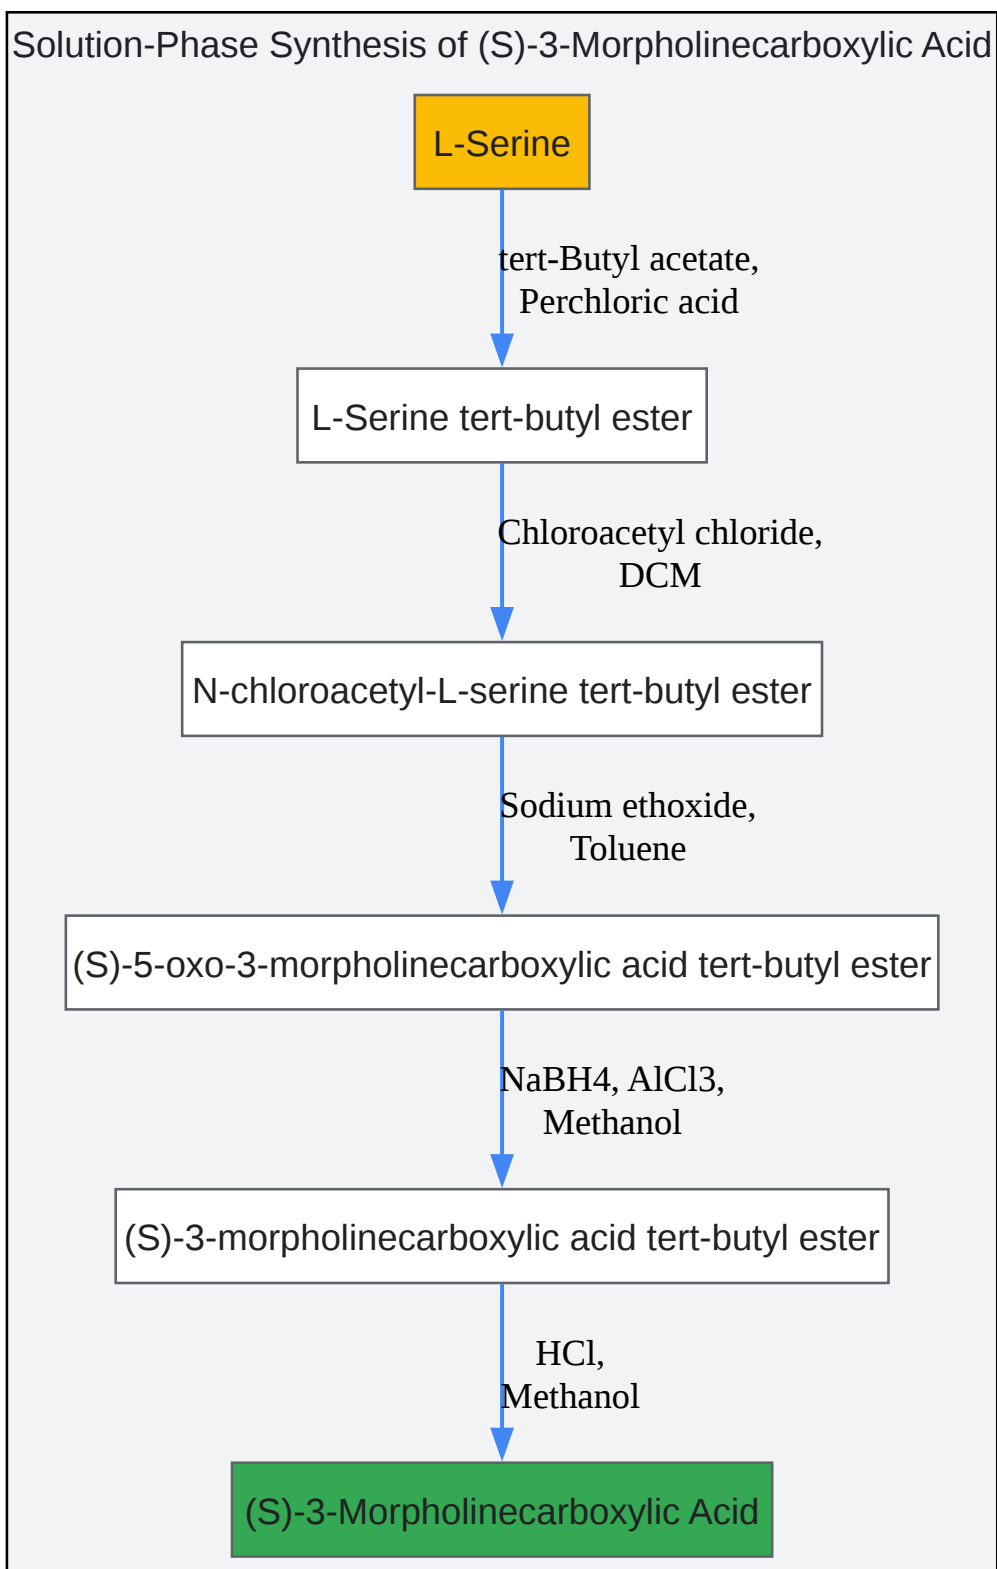 Solution-Phase Synthesis of (S)-3-Morpholinecarboxylic Acid
L-Serine
tert-Butyl acetate,
Perchloric acid
L-Serine tert-butyl ester
Chloroacetyl chloride,
DCM
N-chloroacetyl-L-serine tert-butyl ester
Sodium ethoxide,
Toluene
(S)-5-oxo-3-morpholinecarboxylic acid tert-butyl ester
NaBH4, AlCl3,
Methanol
(S)-3-morpholinecarboxylic acid tert-butyl ester
HCl,
Methanol
(S)-3-Morpholinecarboxylic Acid